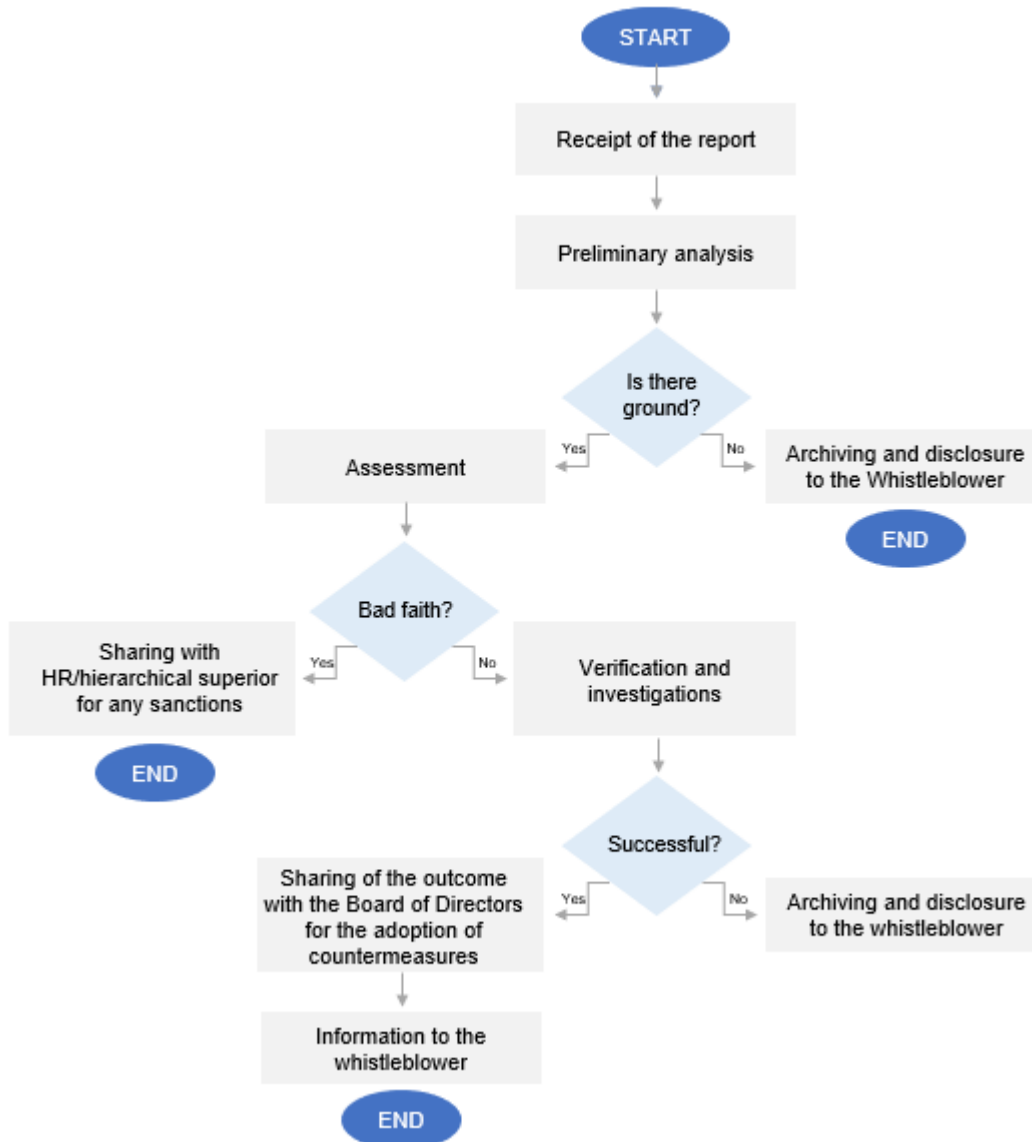 START
Receipt of the report
Preliminary analysis
Is there
ground?
Yes
No
Assessment
Archiving and disclosure
to the Whistleblower
END
Bad faith?
Yes
No
Sharing with
HR/hierarchical superior
for any sanctions
END
Verification and
investigations
Successful?
Yes
No
Sharing of the outcome
with the Board of Directors
for the adoption of
countermeasures
Archiving and disclosure
to the whistleblower
Information to the
whistleblower
END